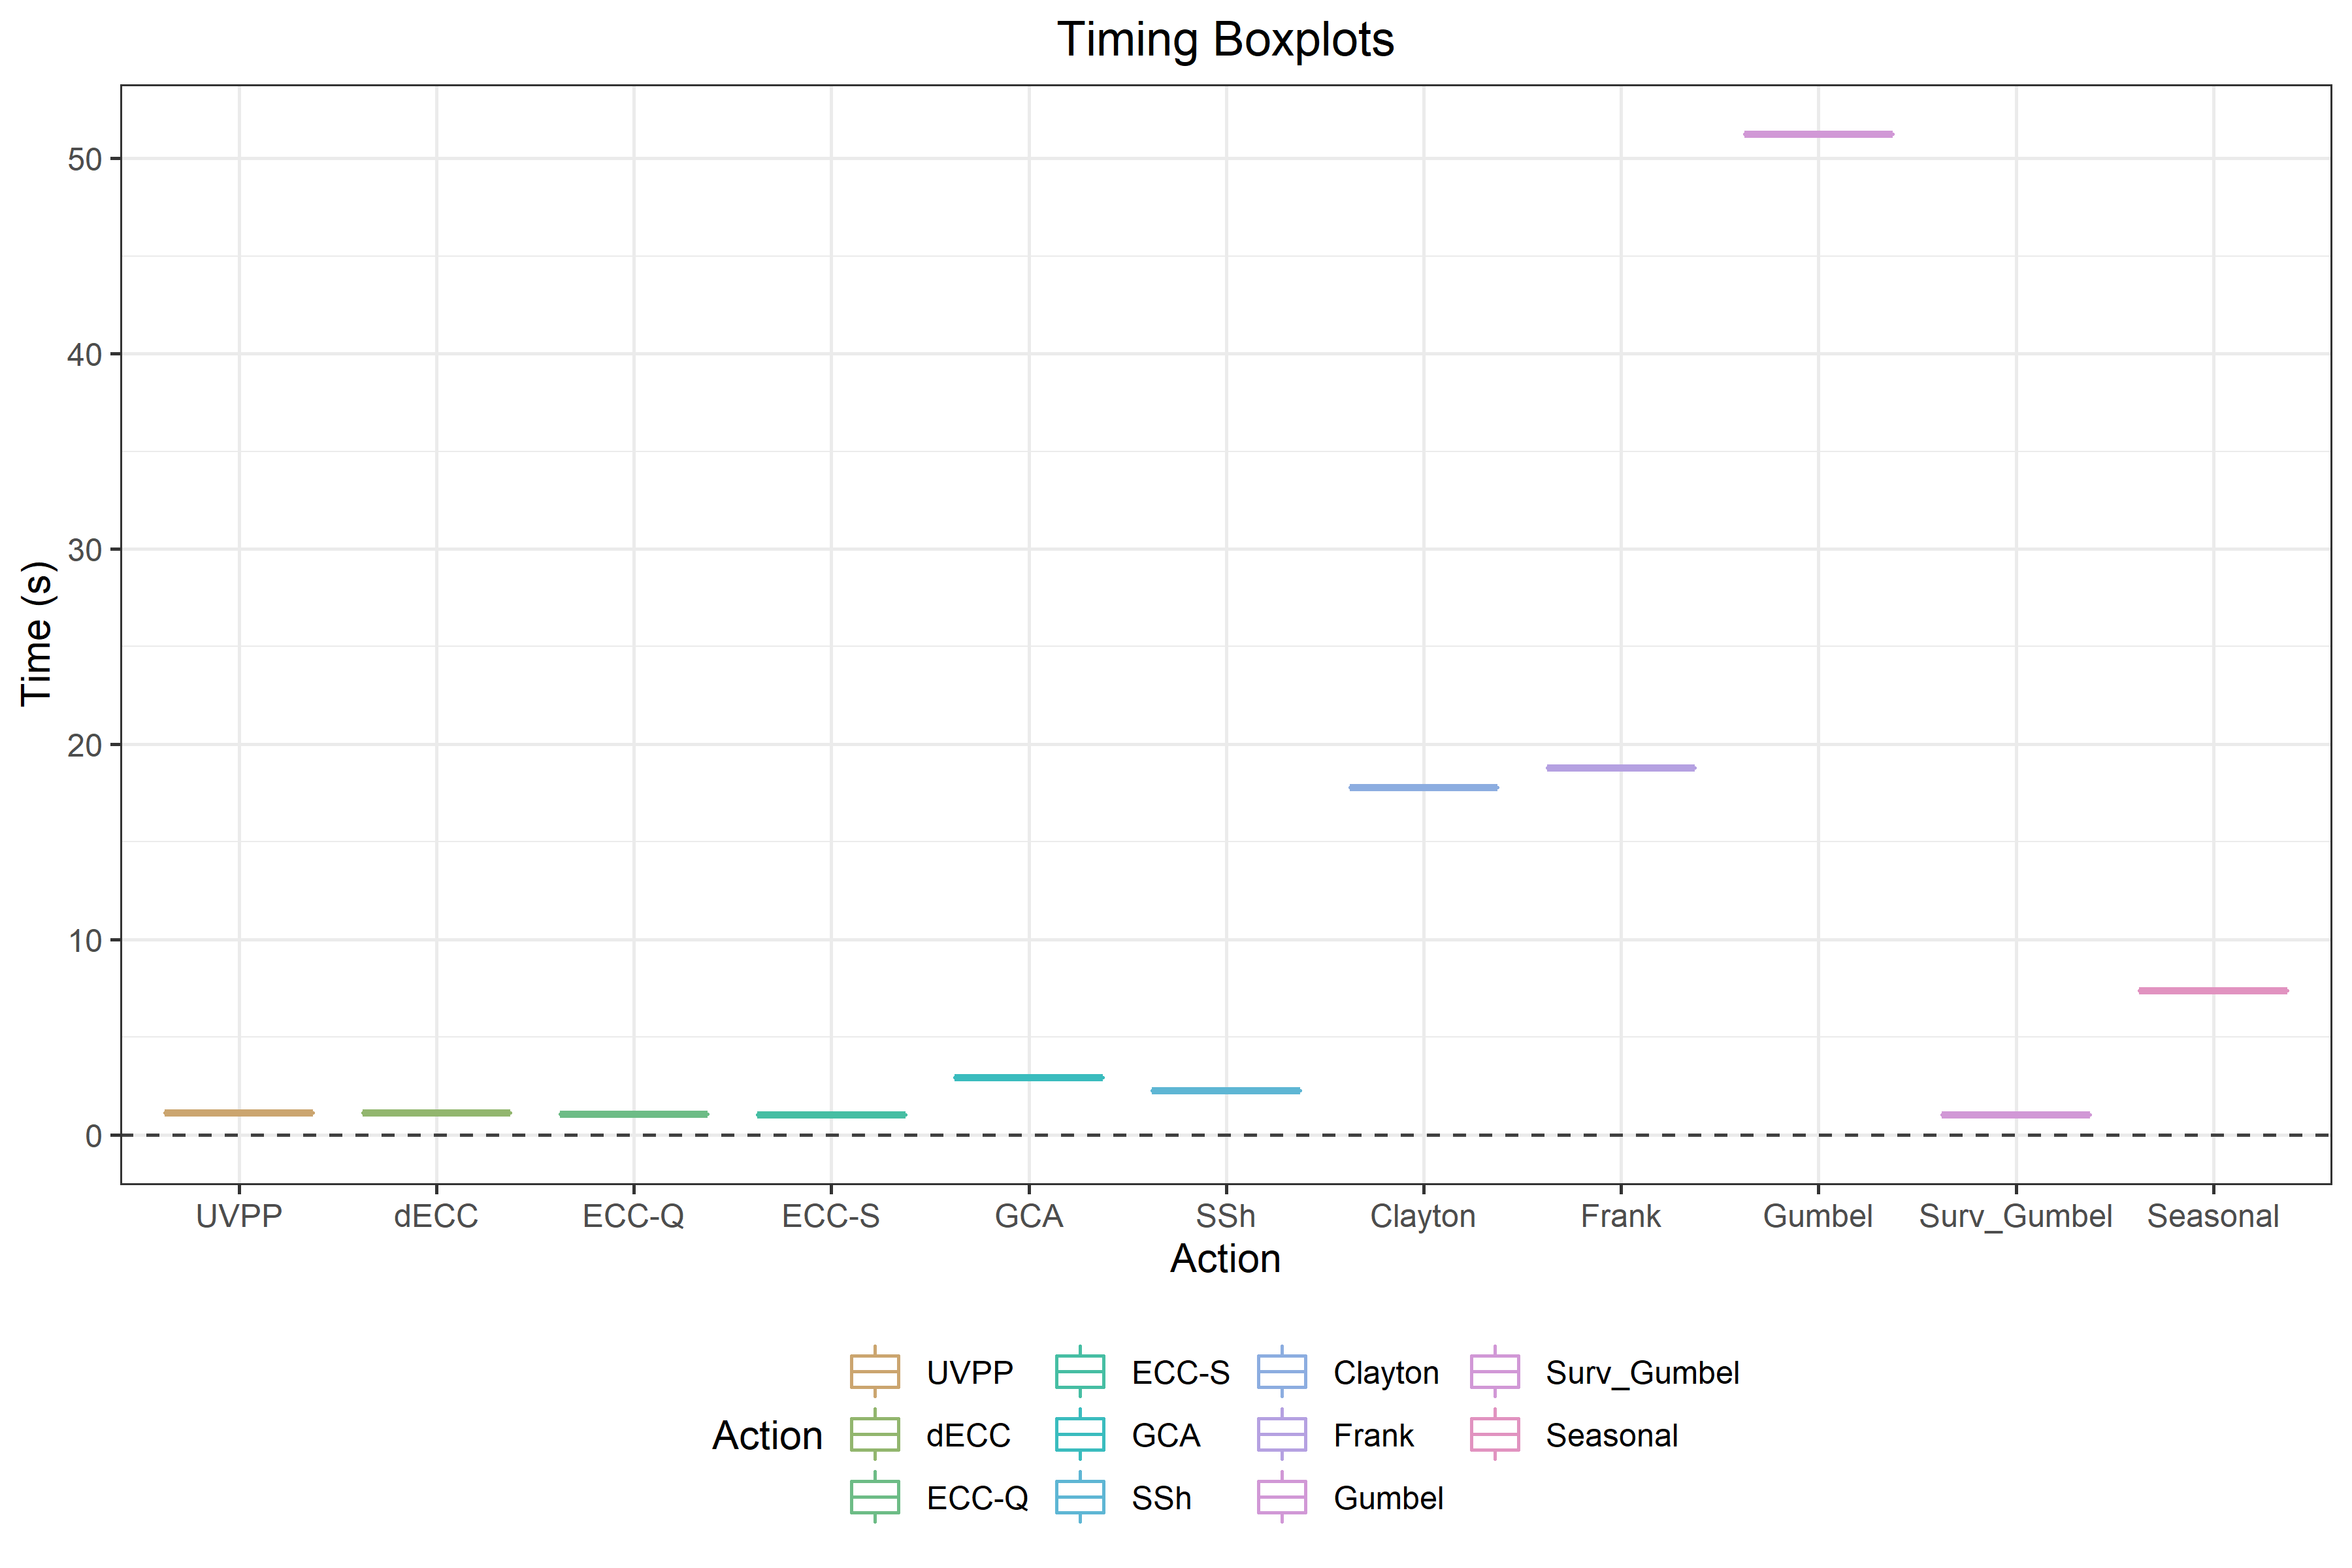 Timing Boxplots
Time (s)
50
40
30
20
10
0
UVPP dECC ECC-Q ECC-S GCA SSh Clayton Frank Gumbel Surv_Gumbel Seasonal
Action
Action
UVPP ECC-S Clayton Surv_Gumbel
dECC GCA Frank Seasonal
ECC-Q SSh Gumbel